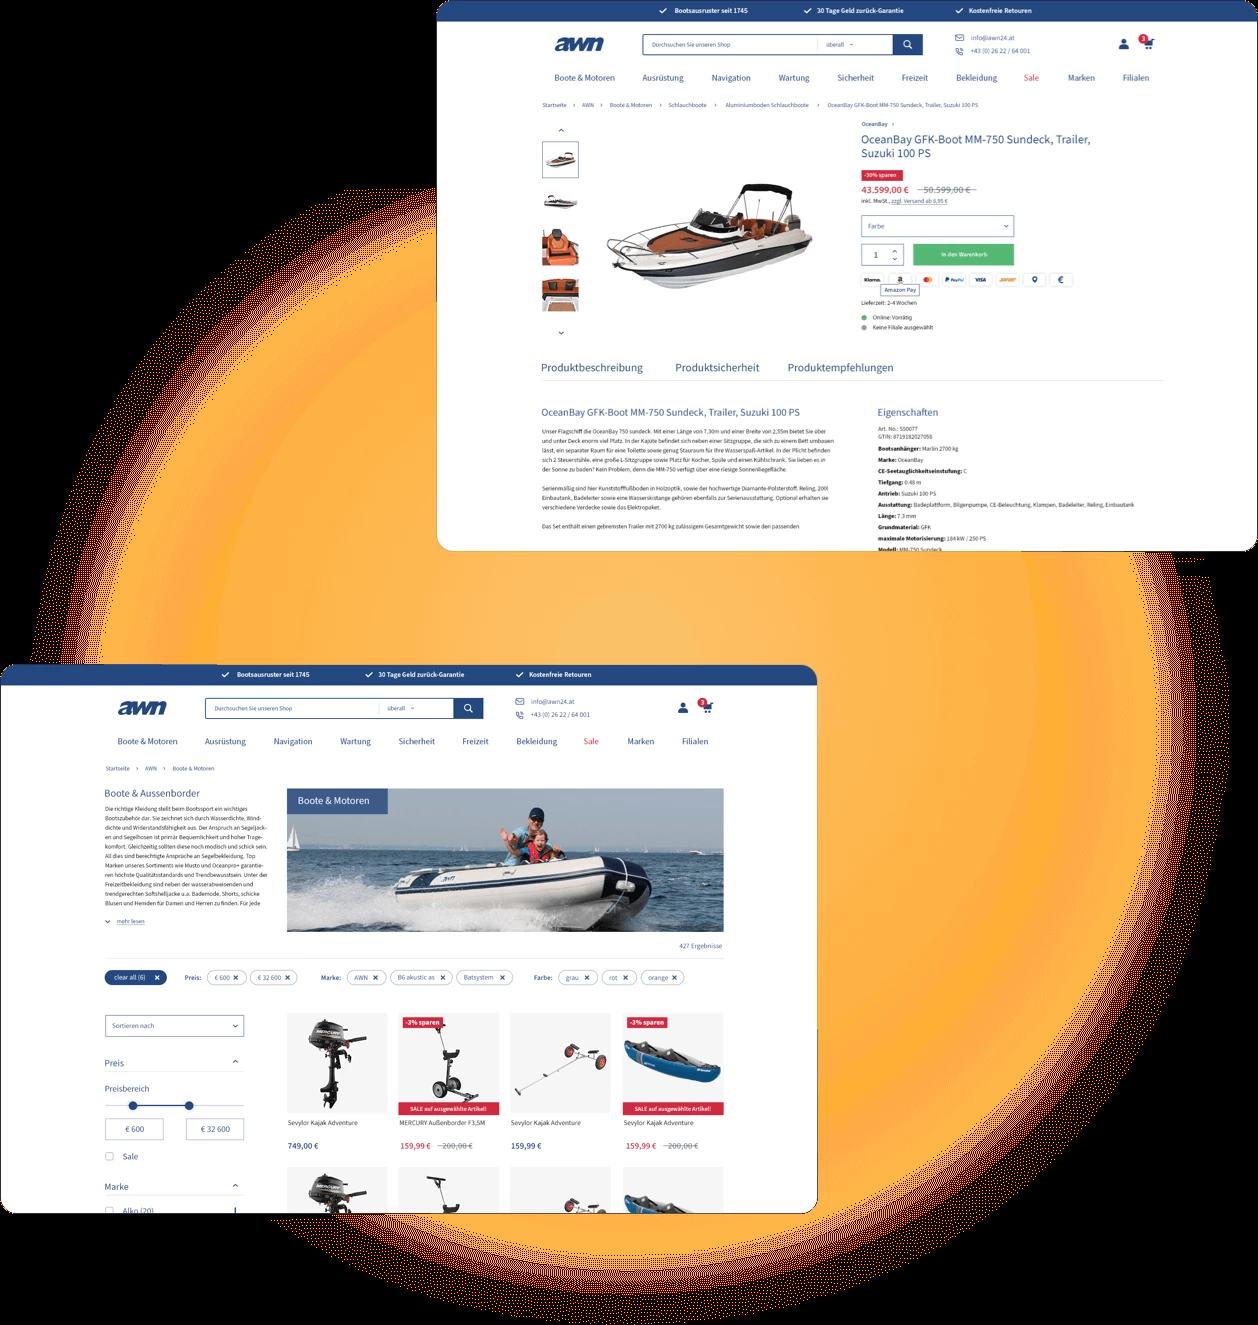 Bootsausruster seit 1745
30 Tage Geld zurück-Garantie
Kostenfreie Retouren
awn
Durchsuchen Sie unseren Shop
überall
info@awn24.at
+43 (0) 26 22 / 64 001
3
Boote & Motoren
Ausrüstung
Navigation
Wartung
Sicherheit
Freizeit
Bekleidung
Sale
Marken
Filialen
Startseite > AWN > Boote & Motoren > Schlauchboote > Aluminiumboden Schlauchboote > OceanBay GFK-Boot MM-750 Sundeck, Trailer, Suzuki 100 PS
OceanBay >
OceanBay GFK-Boot MM-750 Sundeck, Trailer,
Suzuki 100 PS
-30% sparen
43.599,00 € 50.599,00 €
inkl. MwSt., zzgl. Versand ab 8,95 €
Farbe
1
In den Warenkorb
Klarna.
PayPal
VISA
Amazon Pay
Lieferzeit: 2-4 Wochen
Online: Vorrätig
Keine Filiale ausgewählt
Produktbeschreibung
Produktsicherheit
Produktempfehlungen
OceanBay GFK-Boot MM-750 Sundeck, Trailer, Suzuki 100 PS
Unser Flagschiff die OceanBay 750 sundeck. Mit einer Länge von 7,30m und einer Breite von 2,55m bietet Sie über
und unter Deck enorm viel Platz. In der Kajüte befindet sich neben einer Sitzgruppe, die sich zu einem Bett umbauen
lässt, ein separater Raum für eine Toilette sowie genug Stauraum für Ihre Wasserspaß-Artikel. In der Plicht befinden
sich 2 Steuerstühle, eine große L-Sitzgruppe sowie Platz für Kocher, Spüle und einen Kühlschrank. Sie lieben es in
der Sonne zu baden? Kein Problem, denn die MM-750 verfügt über eine riesige Sonnenliegefläche.
Serienmäßig sind hier Kunststofffußboden in Holzoptik, sowie der hochwertige Diamante-Polsterstoff, Reling, 200l
Einbautank, Badeleiter sowie eine Wasserskistange gehören ebenfalls zur Serienausstattung. Optional erhalten sie
verschiedene Verdecke sowie das Elektropaket.
Das Set enthält einen gebremsten Trailer mit 2700 kg zulässigem Gesamtgewicht sowie den passenden
Eigenschaften
Art. No.: 550077
GTIN: 8719182027056
Bootsanhänger: Marlin 2700 kg
Marke: OceanBay
CE-Seetauglichkeitseinstufung: C
Tiefgang: 0.48 m
Antrieb: Suzuki 100 PS
Ausstattung: Badeplattform, Bilgenpumpe, CE-Beleuchtung, Klampen, Badeleiter, Reling, Einbautank
Länge: 7.3 mm
Grundmaterial: GFK
maximale Motorisierung: 184 kW / 250 PS
Modell: MM-750 Sundeck
Bootsausruster seit 1745
30 Tage Geld zurück-Garantie
Kostenfreie Retouren
awn
Durchsuchen Sie unseren Shop
überall
info@awn24.at
+43 (0) 26 22 / 64 001
3
Boote & Motoren
Ausrüstung
Navigation
Wartung
Sicherheit
Freizeit
Bekleidung
Sale
Marken
Filialen
Startseite > AWN > Boote & Motoren
Boote & Aussenborder
Die richtige Kleidung stellt beim Bootssport ein wichtiges
Bootszubehör dar. Sie zeichnet sich durch Wasserdichte, Wind-
dichte und Widerstandsfähigkeit aus. Der Anspruch an Segeljack-
en und Segelhosen ist primär Bequemlichkeit und hoher Trage-
komfort. Gleichzeitig sollten diese noch modisch und schick sein.
All dies sind berechtigte Ansprüche an Segelbekleidung. Top
Marken unseres Sortiments wie Musto und Oceanpro+ garantie-
ren höchste Qualitätsstandards und Trendbewusstsein. Unter der
Freizeitbekleidung sind neben der wasserabweisenden und
trendgerechten Softshelljacke u.a. Bademode, Shorts, schicke
Blusen und Hemden für Damen und Herren zu finden. Für jede
mehr lesen
Boote & Motoren
awn
427 Ergebnisse
clear all (6) ×
Preis:
€ 600 ×
€ 32 600 ×
Marke:
AWN ×
B6 akustic as ×
Batsystem ×
Farbe:
grau ×
rot ×
orange ×
Sortieren nach
Preis
Preisbereich
€ 600
€ 32 600
Sale
Marke
Alko (20)
MERCURY
Sevylor Kajak Adventure
749,00 €
-3% sparen
SALE auf ausgewählte Artikel!
MERCURY Außenborder F3,5M
159,99 € 200,00 €
Sevylor Kajak Adventure
159,99 €
-3% sparen
SALE auf ausgewählte Artikel!
Sevylor Kajak Adventure
159,99 € 200,00 €
MERCURY